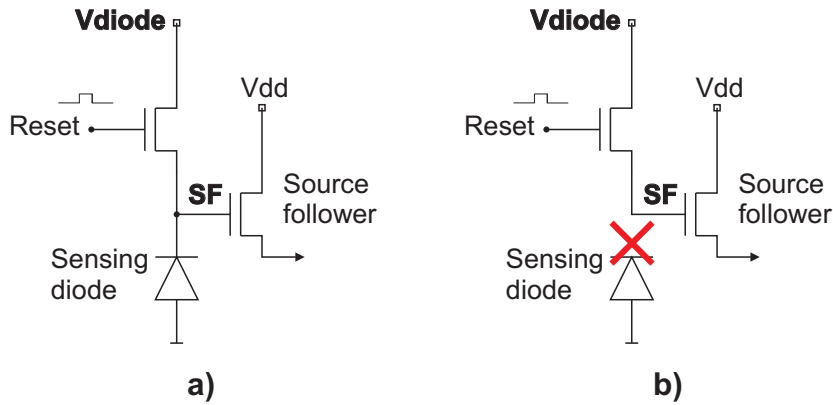 Vdiode
Vdd
Reset
SF
Source
follower
Sensing
diode
a)
Vdiode
Vdd
Reset
SF
Source
follower
Sensing
diode
b)